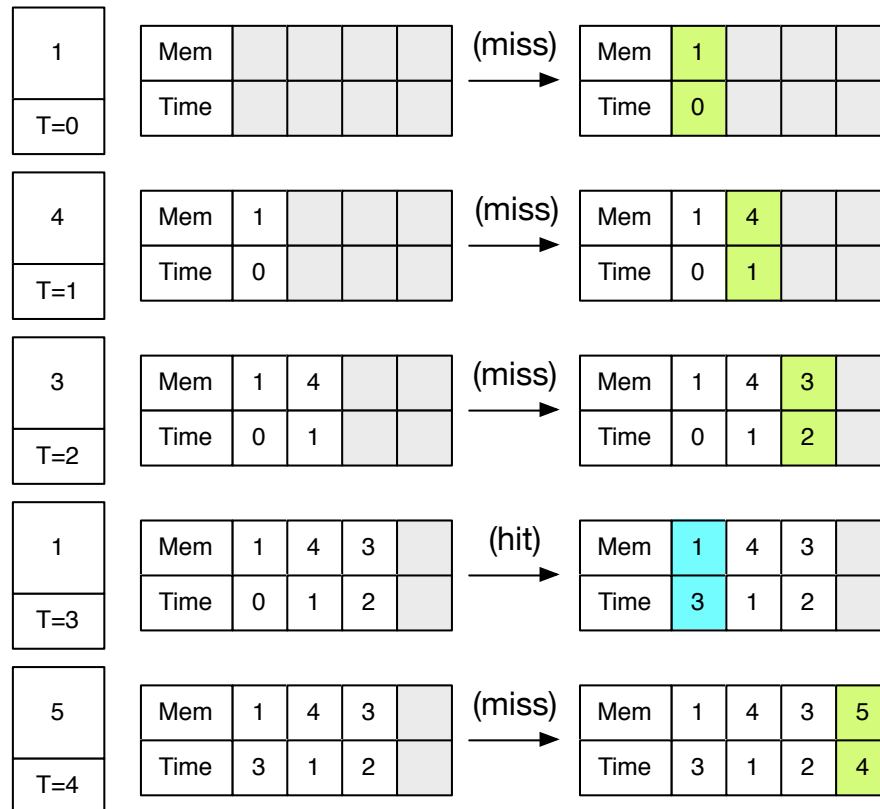 1
T=0
Mem
Time
(miss)
Mem 1
Time 0
4
T=1
Mem 1
Time 0
(miss)
Mem 1 4
Time 0 1
3
T=2
Mem 1 4
Time 0 1
(miss)
Mem 1 4 3
Time 0 1 2
1
T=3
Mem 1 4 3
Time 0 1 2
(hit)
Mem 1 4 3
Time 3 1 2
5
T=4
Mem 1 4 3
Time 3 1 2
(miss)
Mem 1 4 3 5
Time 3 1 2 4